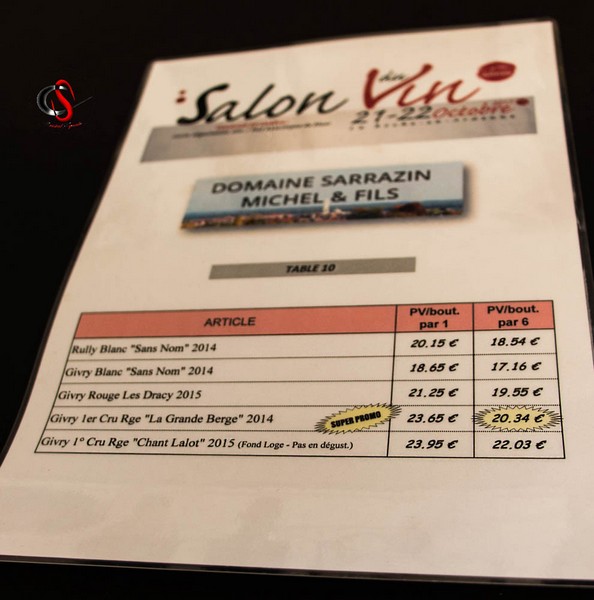 Salon du Vin
21-22 Octobre
DOMAINE SARRAZIN
MICHEL & FILS
TABLE 10
ARTICLE PV/bout. par 1 PV/bout. par 6
Rully Blanc "Sans Nom" 2014 20.15 € 18.54 €
Givry Blanc "Sans Nom" 2014 18.65 € 17.16 €
Givry Rouge Les Dracy 2015 21.25 € 19.55 €
Givry 1er Cru Rge "La Grande Berge" 2014 SUPER PROMO 23.65 € 20.34 €
Givry 1° Cru Rge "Chant Lalot" 2015 (Fond Loge - Pas en dégust.) 23.95 € 22.03 €